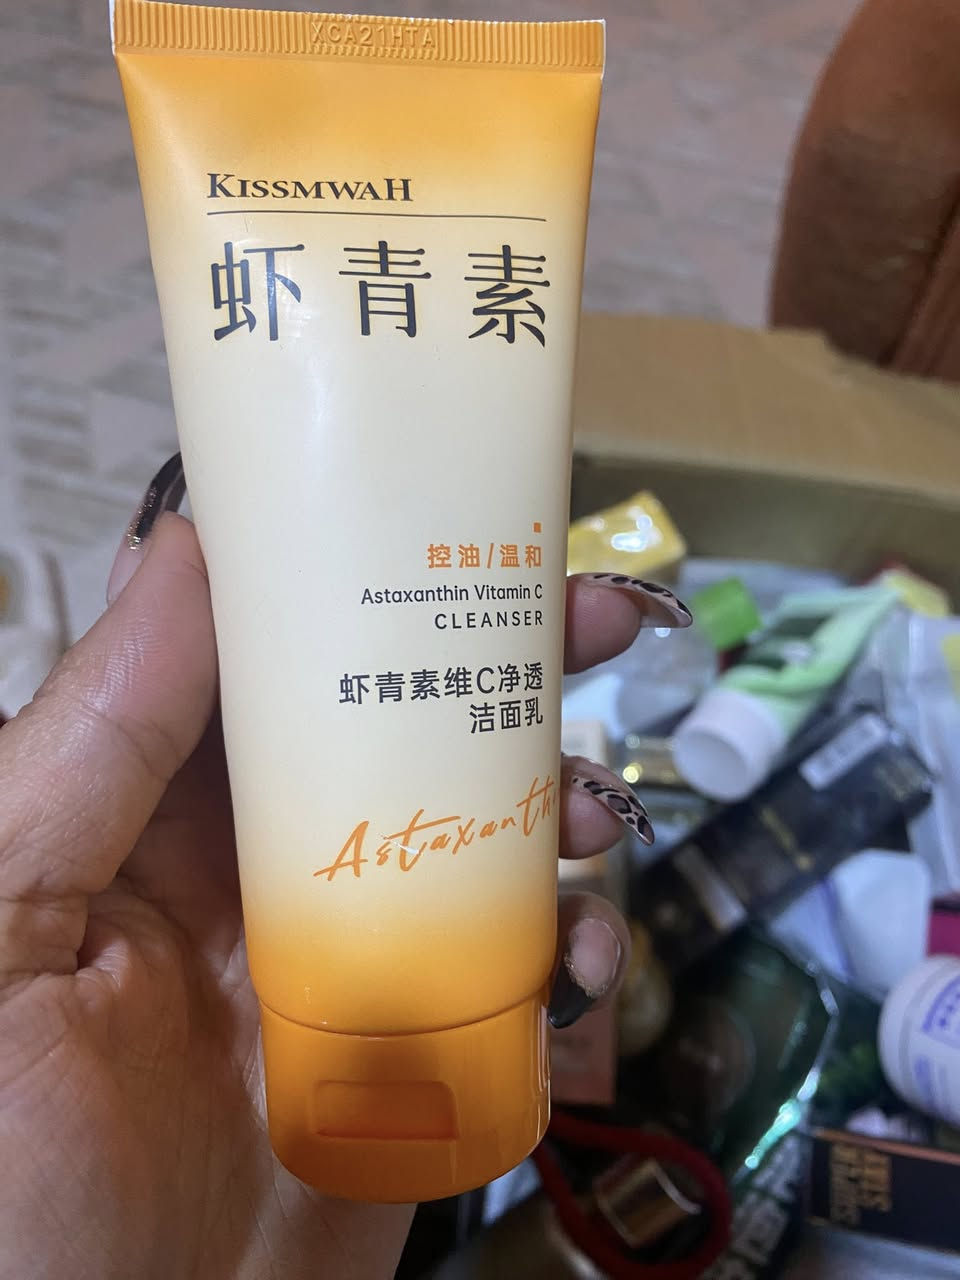 XCA21HTA
KISSMWAH
虾青素
控油/温和
Astaxanthin Vitamin C
CLEANSER
虾青素维C净透
洁面乳
Astaxanth